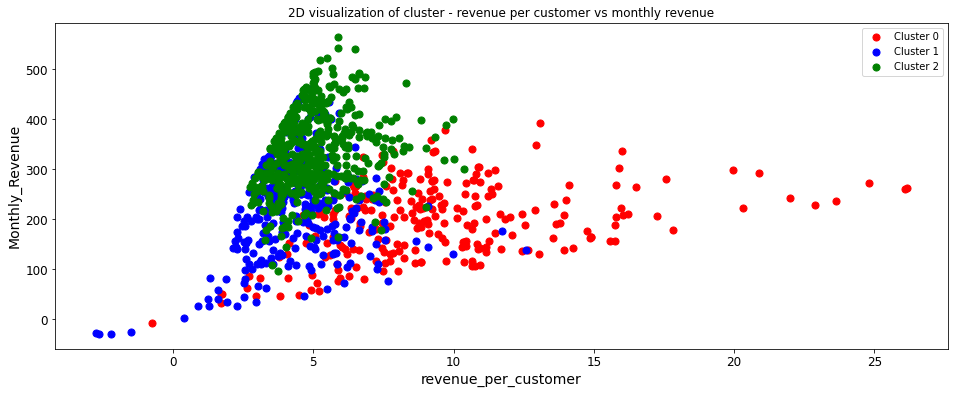 2D visualization of cluster - revenue per customer vs monthly revenue
Cluster 0
Cluster 1
Cluster 2
Monthly_Revenue
500
400
300
200
100
0
0 5 10 15 20 25
revenue_per_customer